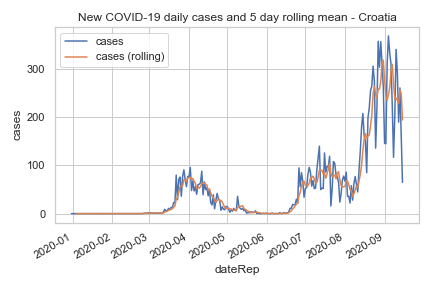 New COVID-19 daily cases and 5 day rolling mean - Croatia
cases
cases (rolling)
300
200
100
0
cases
2020-01
2020-02
2020-03
2020-04
2020-05
2020-06
2020-07
2020-08
2020-09
dateRep